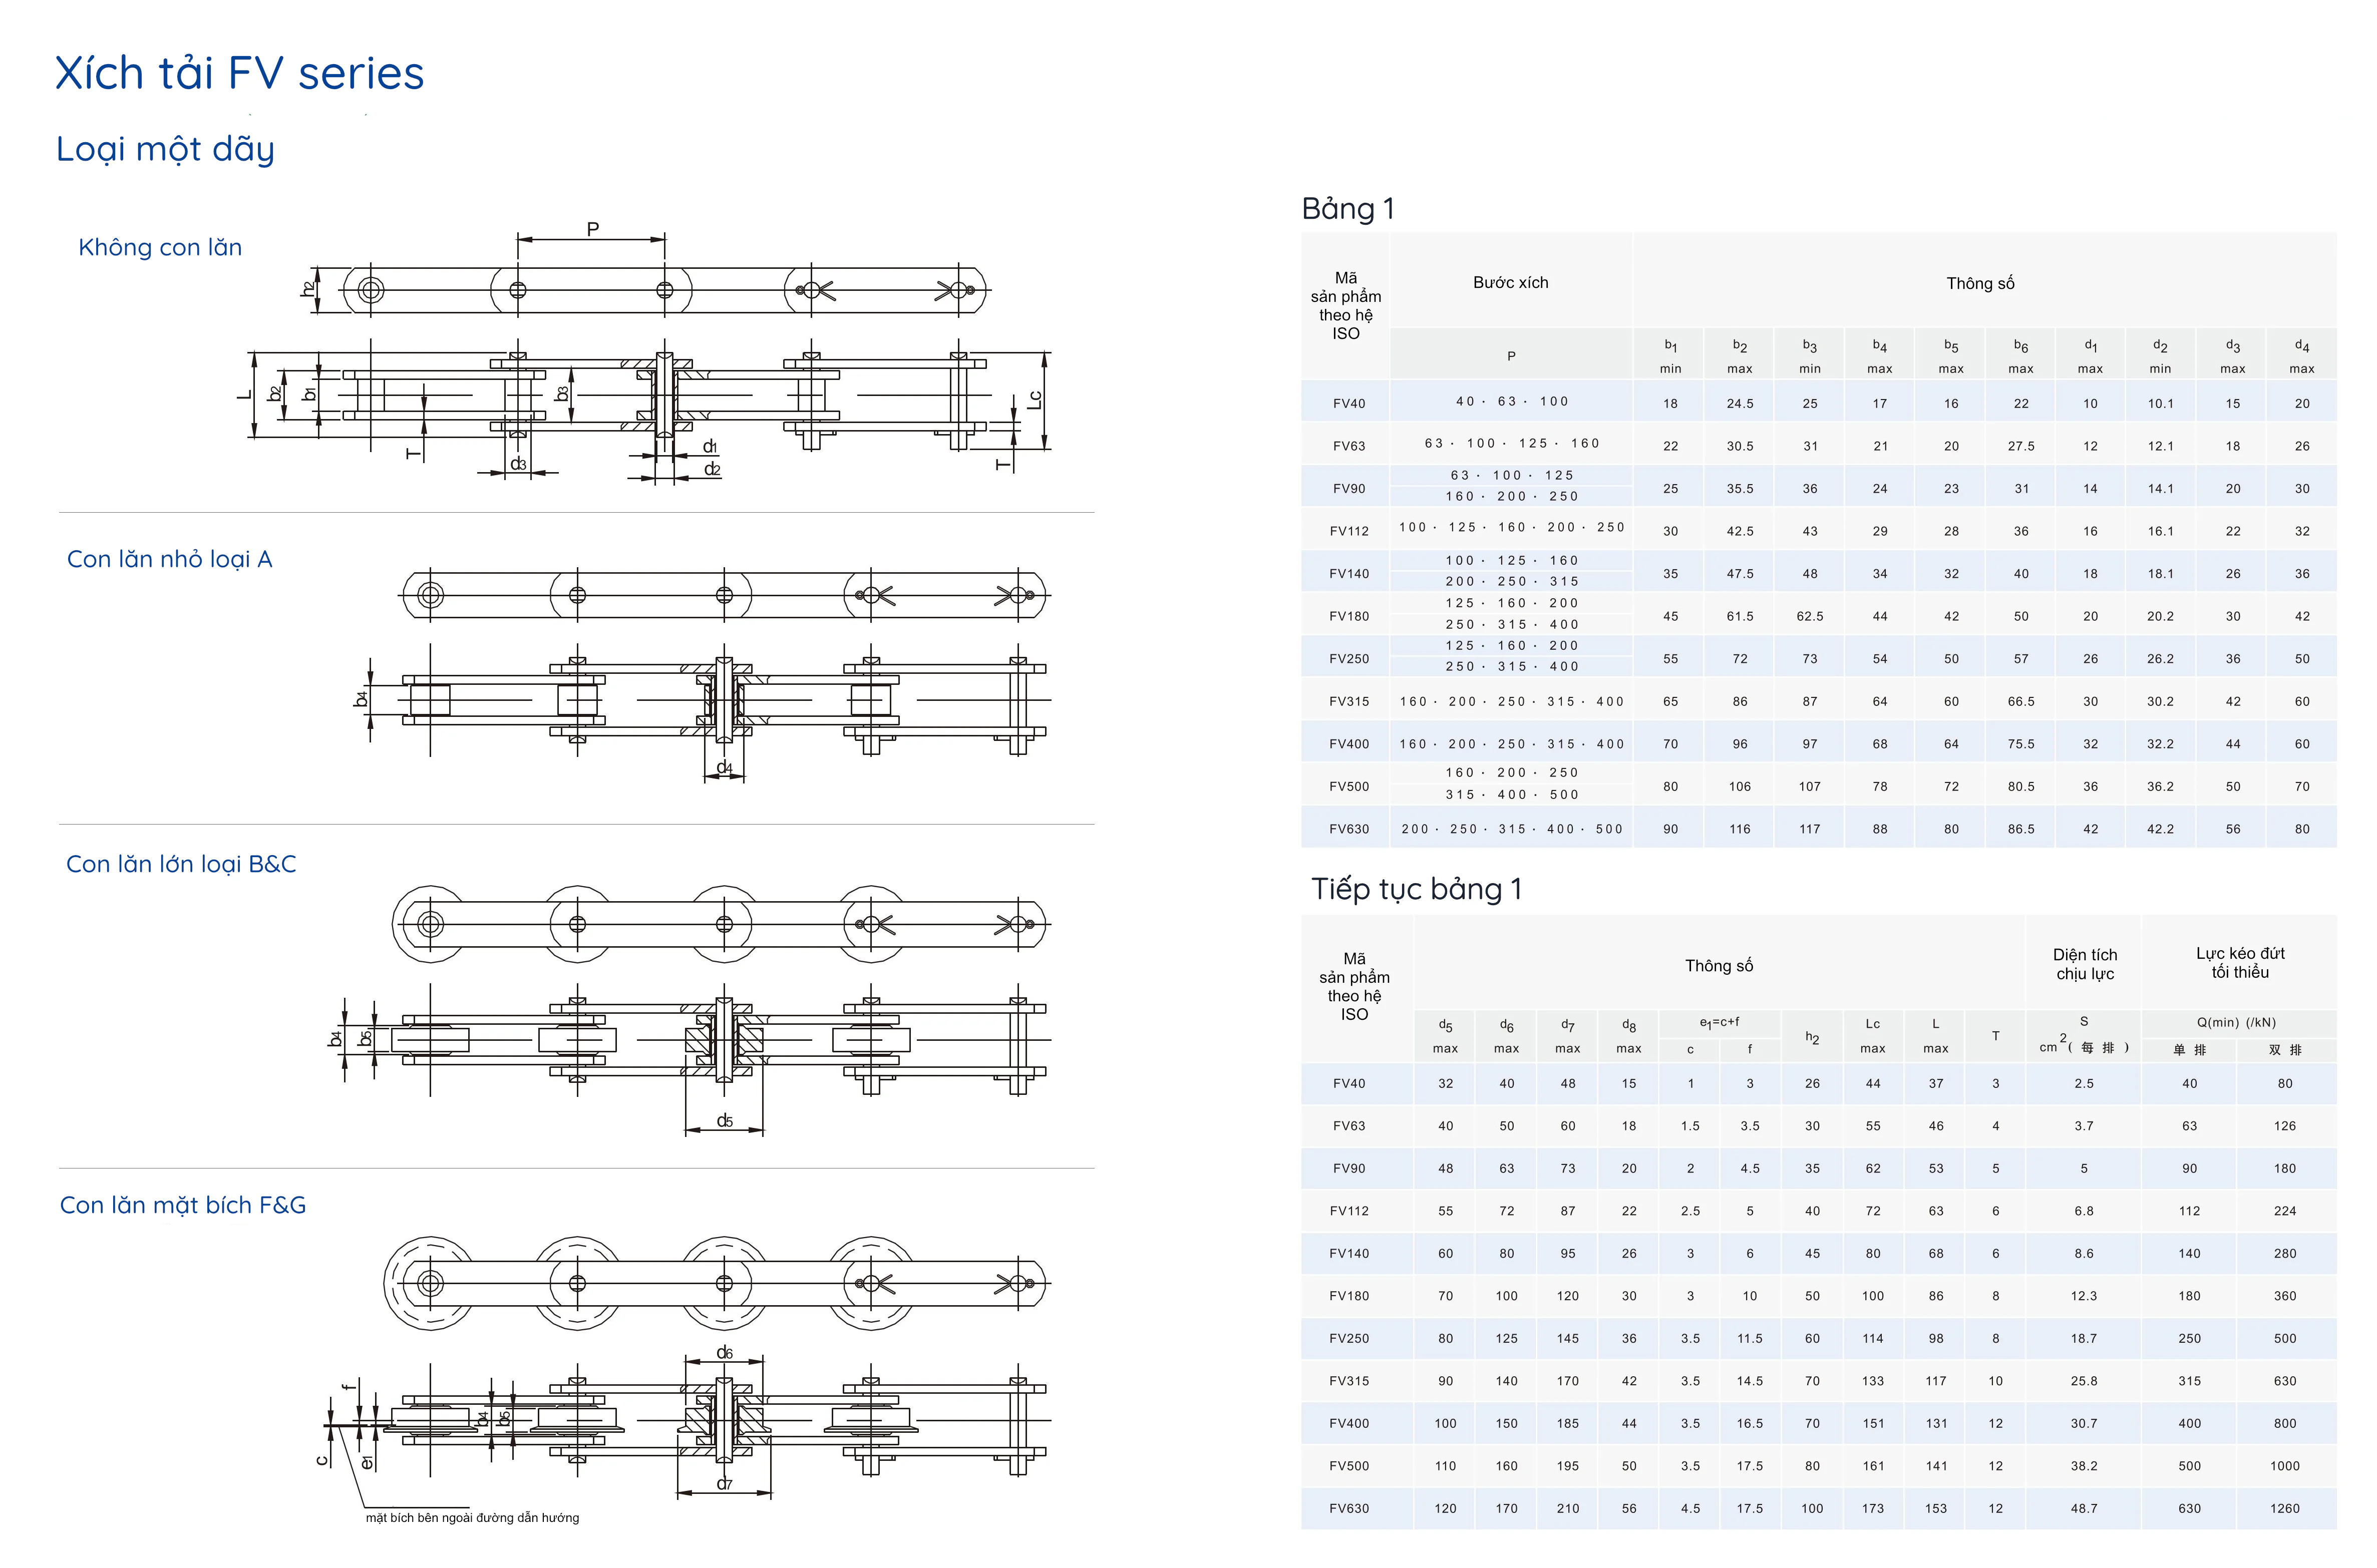 Xích tải FV series
Loại một dãy
Không con lăn
P
h2
L
b2
b1
b3
Lc
T
d3
d1
d2
T
Con lăn nhỏ loại A
b4
d4
Con lăn lớn loại B&C
b4
b5
d5
Con lăn mặt bích F&G
d6
f
b4
b5
c
e1
d7
mặt bích bên ngoài đường dẫn hướng
Bảng 1
Mã sản phẩm theo hệ ISO Bước xích Thông số
P b1 min b2 max b3 min b4 max b5 max b6 max d1 max d2 min d3 max d4 max
FV40 40 · 63 · 100 18 24.5 25 17 16 22 10 10.1 15 20
FV63 63 · 100 · 125 · 160 22 30.5 31 21 20 27.5 12 12.1 18 26
FV90 63 · 100 · 125 160 · 200 · 250 25 35.5 36 24 23 31 14 14.1 20 30
FV112 100 · 125 · 160 · 200 · 250 30 42.5 43 29 28 36 16 16.1 22 32
FV140 100 · 125 · 160 200 · 250 · 315 35 47.5 48 34 32 40 18 18.1 26 36
FV180 125 · 160 · 200 250 · 315 · 400 45 61.5 62.5 44 42 50 20 20.2 30 42
FV250 125 · 160 · 200 250 · 315 · 400 55 72 73 54 50 57 26 26.2 36 50
FV315 160 · 200 · 250 · 315 · 400 65 86 87 64 60 66.5 30 30.2 42 60
FV400 160 · 200 · 250 · 315 · 400 70 96 97 68 64 75.5 32 32.2 44 60
FV500 160 · 200 · 250 315 · 400 · 500 80 106 107 78 72 80.5 36 36.2 50 70
FV630 200 · 250 · 315 · 400 · 500 90 116 117 88 80 86.5 42 42.2 56 80
Tiếp tục bảng 1
Mã sản phẩm theo hệ ISO Thông số Diện tích chịu lực Lực kéo đứt tối thiểu
d5 max d6 max d7 max d8 max e1=c+f c f h2 Lc max L max T S cm2(每排) Q(min) (/kN) 单排 双排
FV40 32 40 48 15 1 3 26 44 37 3 2.5 40 80
FV63 40 50 60 18 1.5 3.5 30 55 46 4 3.7 63 126
FV90 48 63 73 20 2 4.5 35 62 53 5 5 90 180
FV112 55 72 87 22 2.5 5 40 72 63 6 6.8 112 224
FV140 60 80 95 26 3 6 45 80 68 6 8.6 140 280
FV180 70 100 120 30 3 10 50 100 86 8 12.3 180 360
FV250 80 125 145 36 3.5 11.5 60 114 98 8 18.7 250 500
FV315 90 140 170 42 3.5 14.5 70 133 117 10 25.8 315 630
FV400 100 150 185 44 3.5 16.5 70 151 131 12 30.7 400 800
FV500 110 160 195 50 3.5 17.5 80 161 141 12 38.2 500 1000
FV630 120 170 210 56 4.5 17.5 100 173 153 12 48.7 630 1260